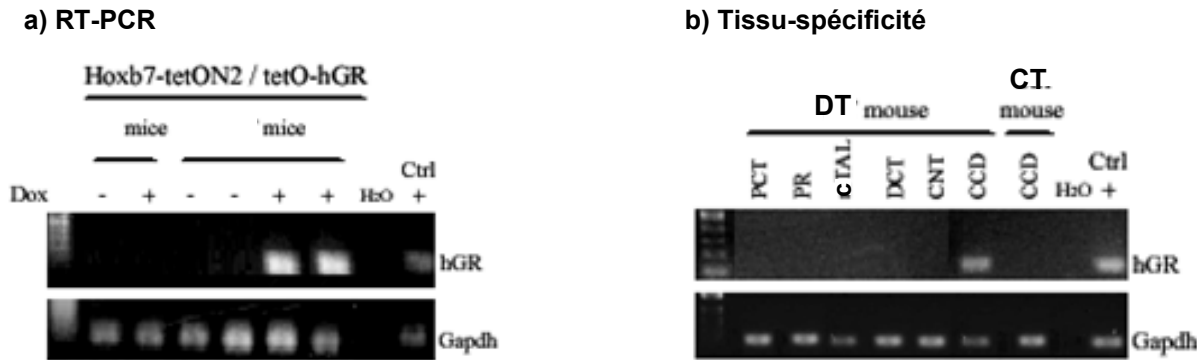 a) RT-PCR
Hoxb7-tetON2 / tetO-hGR
mice mice
Ctrl
Dox - + - - + + H2O +
hGR
Gapdh
b) Tissu-spécificité
CT
DT mouse mouse
PCT PR cTAL DCT CNT CCD CCD H2O Ctrl +
hGR
Gapdh